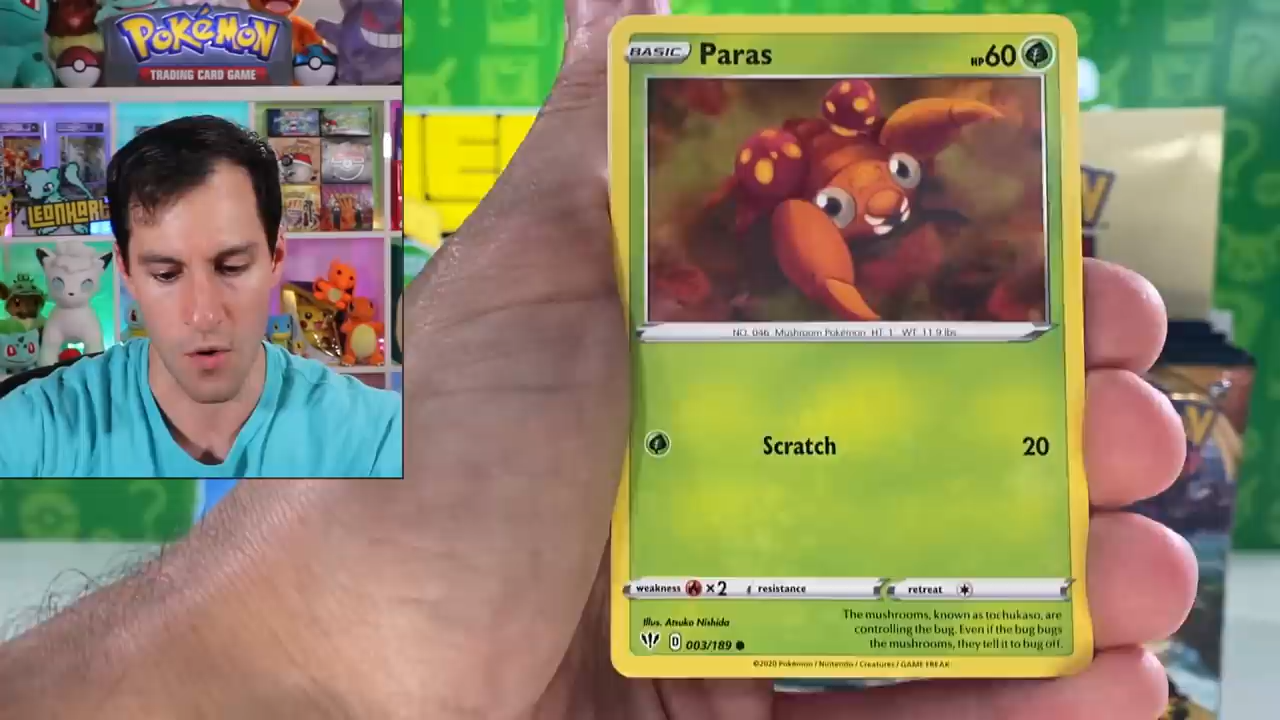 POKÉMON
TRADING CARD GAME
LEONHART
BASIC Paras HP60
NO. 046 Mushroom Pokémon HT 1 WT 11.9 lbs
Scratch 20
weakness ×2 resistance retreat
Illus. Atsuko Nishida
D 003/189
The mushrooms, known as tochukaso, are
controlling the bug. Even if the bug bugs
the mushrooms, they tell it to bug off.
©2020 Pokémon / Nintendo / Creatures / GAME FREAK